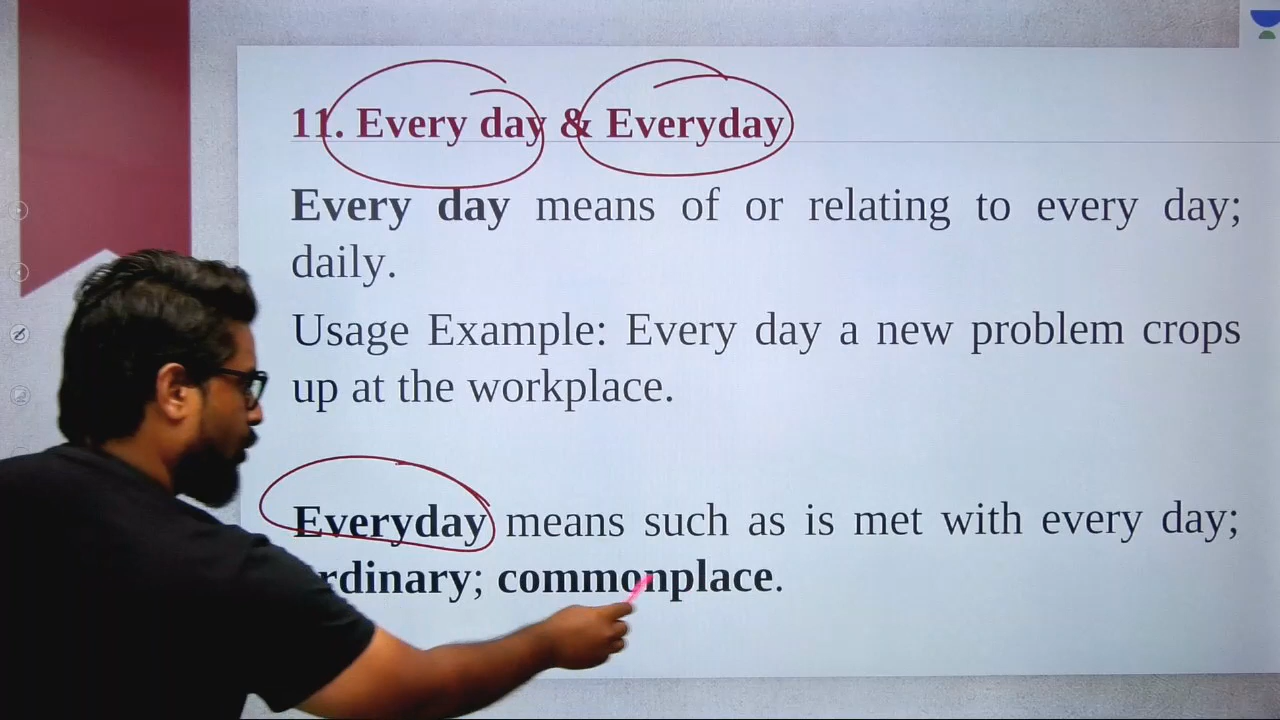 11. Every day & Everyday
Every day means of or relating to every day;
daily.
Usage Example: Every day a new problem crops
up at the workplace.
Everyday means such as is met with every day;
rdinary; commonplace.